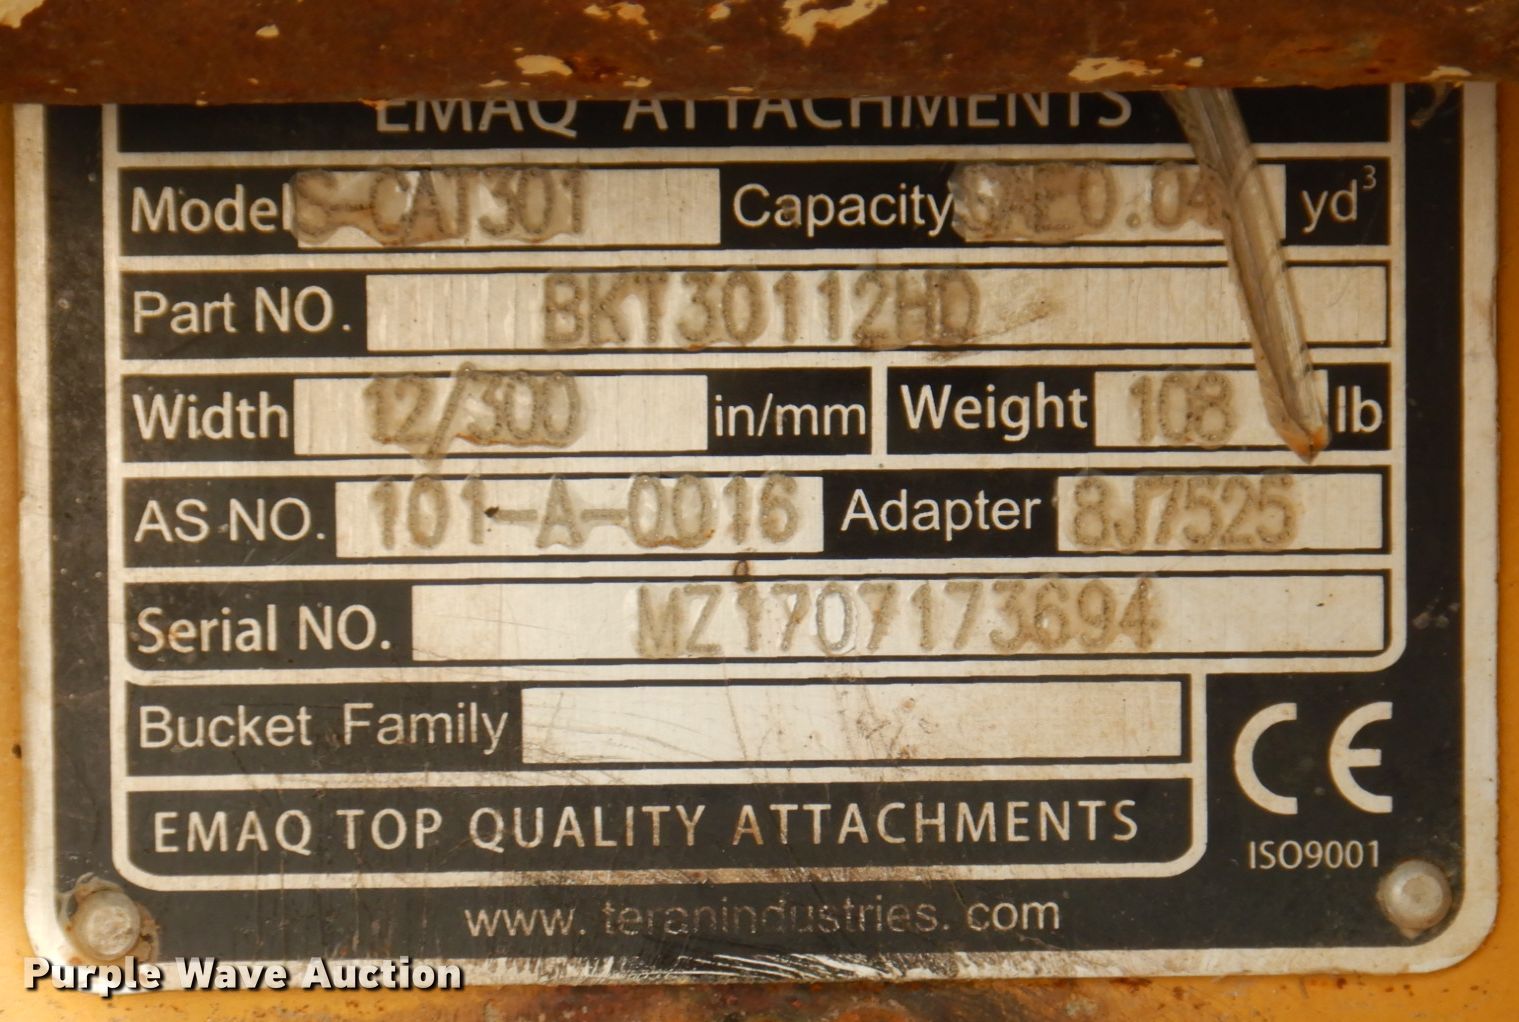 EMAQ ATTACHMENTS
Model S-CAT301 Capacity SAE0.04 yd³
Part NO. BKT30112HD
Width 12/300 in/mm Weight 108 lb
AS NO. 101-A-0016 Adapter 8J7525
Serial NO. MZ1707173694
Bucket Family
EMAQ TOP QUALITY ATTACHMENTS
CE
ISO9001
www.teranindustries.com
Purple Wave Auction